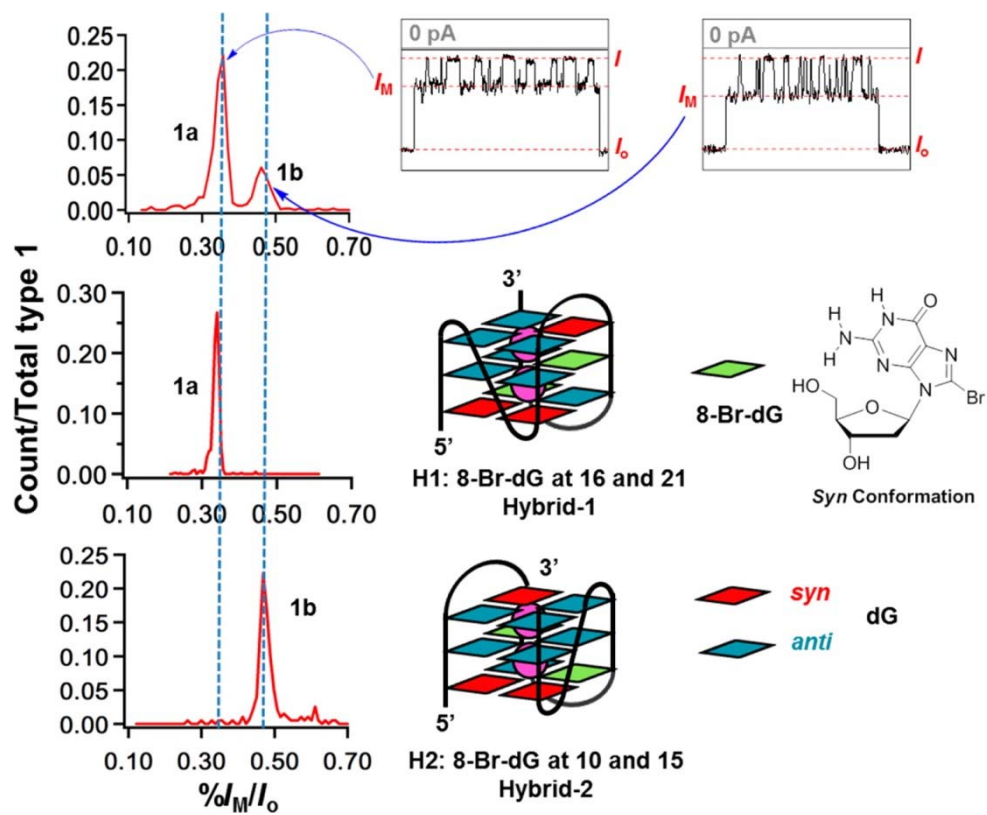 Count/Total type 1
0.25
0.20
0.15
0.10
0.05
0.00
1a
1b
0.10 0.30 0.50 0.70
0 pA
I
IM
Io
0 pA
I
IM
Io
0.30
0.20
0.10
0.00
1a
0.10 0.30 0.50 0.70
3’
5’
H1: 8-Br-dG at 16 and 21
Hybrid-1
8-Br-dG
H
N
O
H
N
H
N
N
N
Br
HO
O
OH
Syn Conformation
0.25
0.20
0.15
0.10
0.05
0.00
1b
0.10 0.30 0.50 0.70
%IM/Io
3’
5’
H2: 8-Br-dG at 10 and 15
Hybrid-2
syn
anti
dG